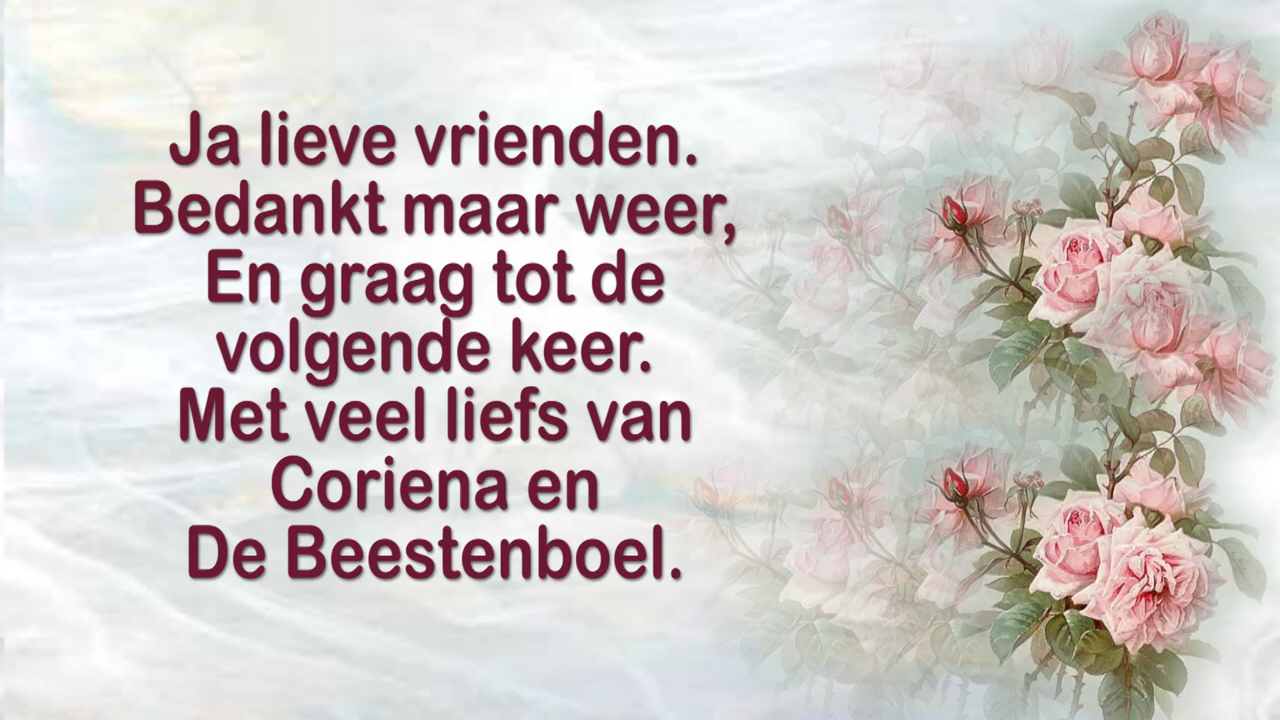 Ja lieve vrienden.
Bedankt maar weer,
En graag tot de
volgende keer.
Met veel liefs van
Coriena en
De Beestenboel.